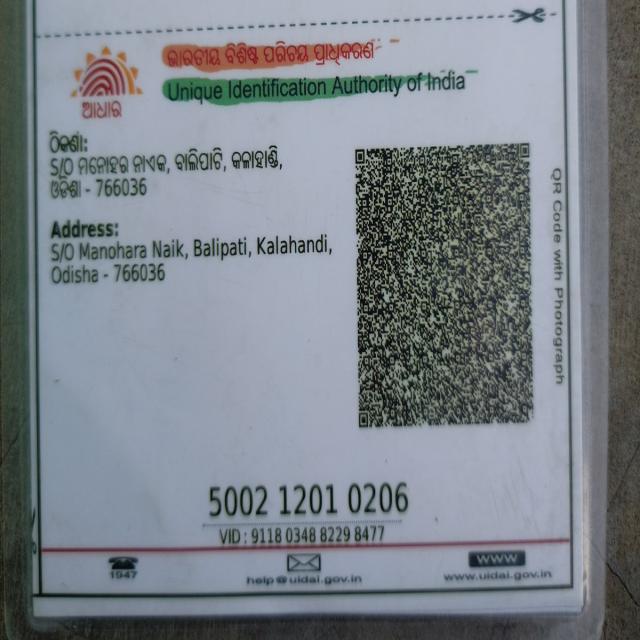 ଭାରତୀୟ ବିଶିଷ୍ଟ ପରିଚୟ ପ୍ରାଧିକରଣ
Unique Identification Authority of India
ଆଧାର
ଠିକଣା:
S/O ମନୋହର ନାଏକ, ବାଲିପାଟି, କଳାହାଣ୍ଡି,
ଓଡିଶା - 766036
Address:
S/O Manohara Naik, Balipati, Kalahandi,
Odisha - 766036
QR Code with Photograph
5002 1201 0206
VID : 9118 0348 8229 8477
1947
help@uidai.gov.in
WWW
www.uidai.gov.in